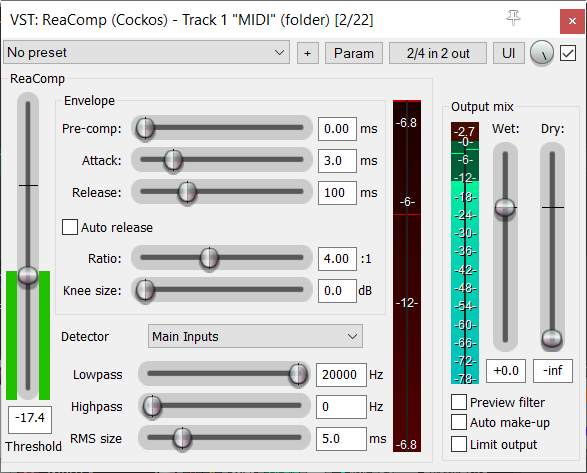 VST: ReaComp (Cockos) - Track 1 "MIDI" (folder) [2/22]
No preset + Param 2/4 in 2 out UI
ReaComp
Envelope
Pre-comp: 0.00 ms
Attack: 3.0 ms
Release: 100 ms
Auto release
Ratio: 4.00 :1
Knee size: 0.0 dB
Detector Main Inputs
Lowpass 20000 Hz
Highpass 0 Hz
RMS size 5.0 ms
-17.4
Threshold
-6.8
-6-
-12-
-6.8
Output mix
Wet: Dry:
-2.7
-0-
-6-
-12-
-18-
-24-
-30-
-36-
-42-
-48-
-54-
-60-
-66-
-72-
-78-
+0.0 -inf
Preview filter
Auto make-up
Limit output